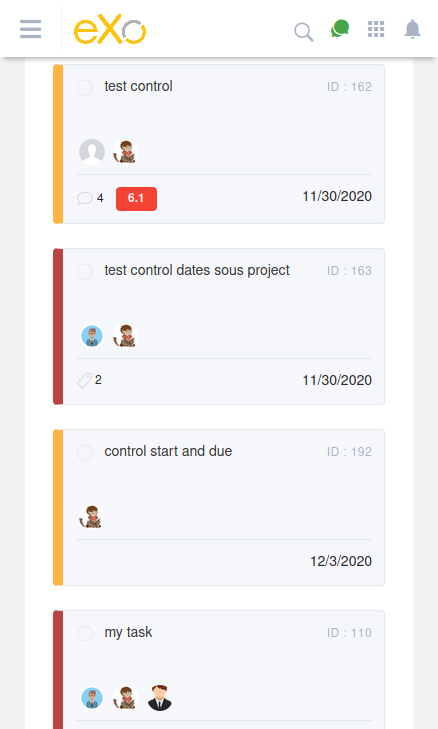 eXo
test control ID : 162
4 6.1 11/30/2020
test control dates sous project ID : 163
2 11/30/2020
control start and due ID : 192
12/3/2020
my task ID : 110